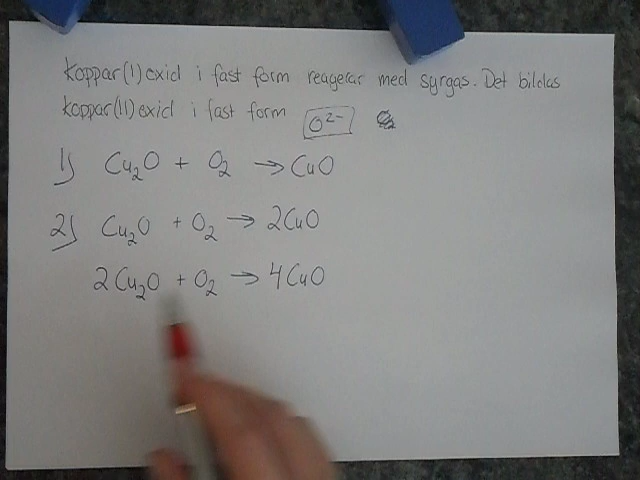 Koppar(I)oxid i fast form reagerar med syrgas. Det bildas
Koppar(II)oxid i fast form O²⁻
1) Cu₂O + O₂ → CuO
2) Cu₂O + O₂ → 2CuO
2Cu₂O + O₂ → 4CuO